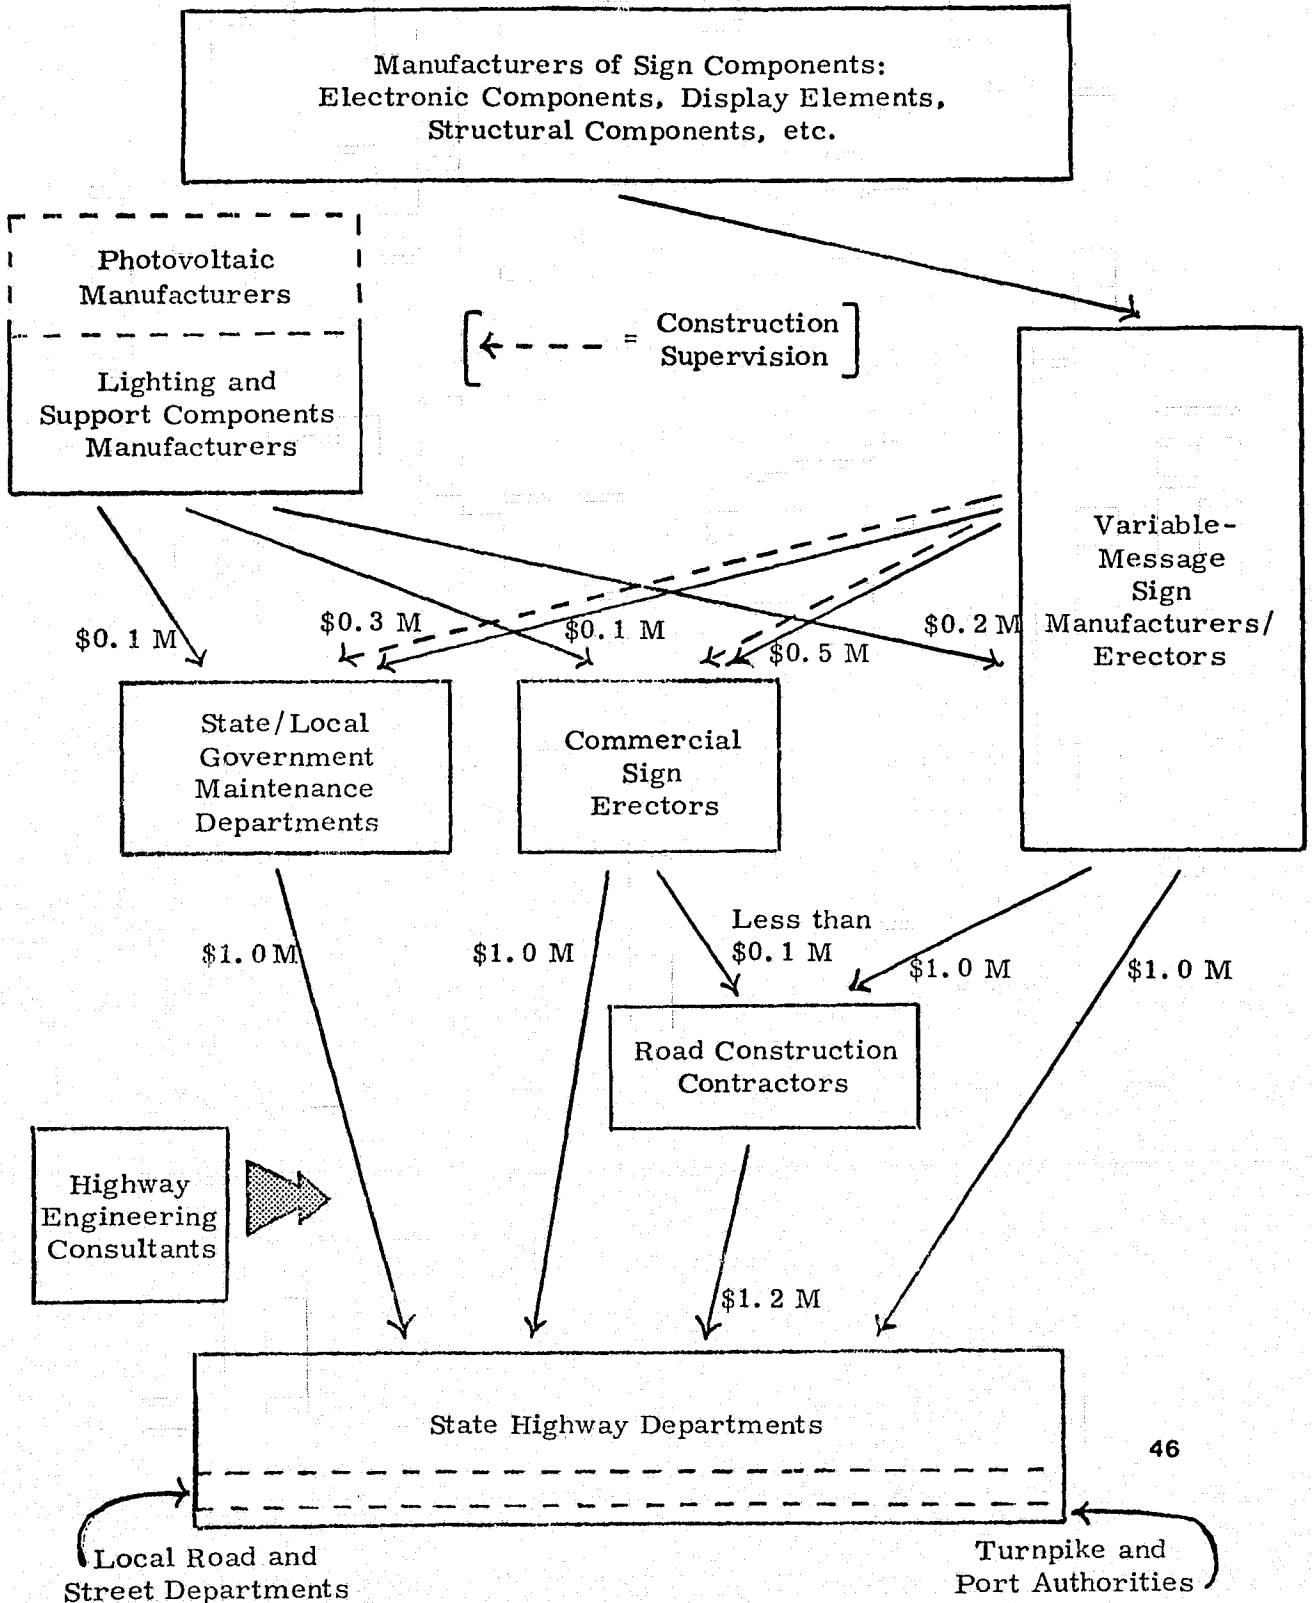 Manufacturers of Sign Components:
Electronic Components, Display Elements,
Structural Components, etc.
Photovoltaic
Manufacturers
Lighting and
Support Components
Manufacturers
= Construction
Supervision
Variable-
Message
Sign
Manufacturers/
Erectors
$0.1 M
$0.3 M
$0.1 M
$0.5 M
$0.2 M
State/Local
Government
Maintenance
Departments
Commercial
Sign
Erectors
$1.0 M
$1.0 M
Less than
$0.1 M
$1.0 M
$1.0 M
Road Construction
Contractors
Highway
Engineering
Consultants
$1.2 M
State Highway Departments
46
Local Road and
Street Departments
Turnpike and
Port Authorities